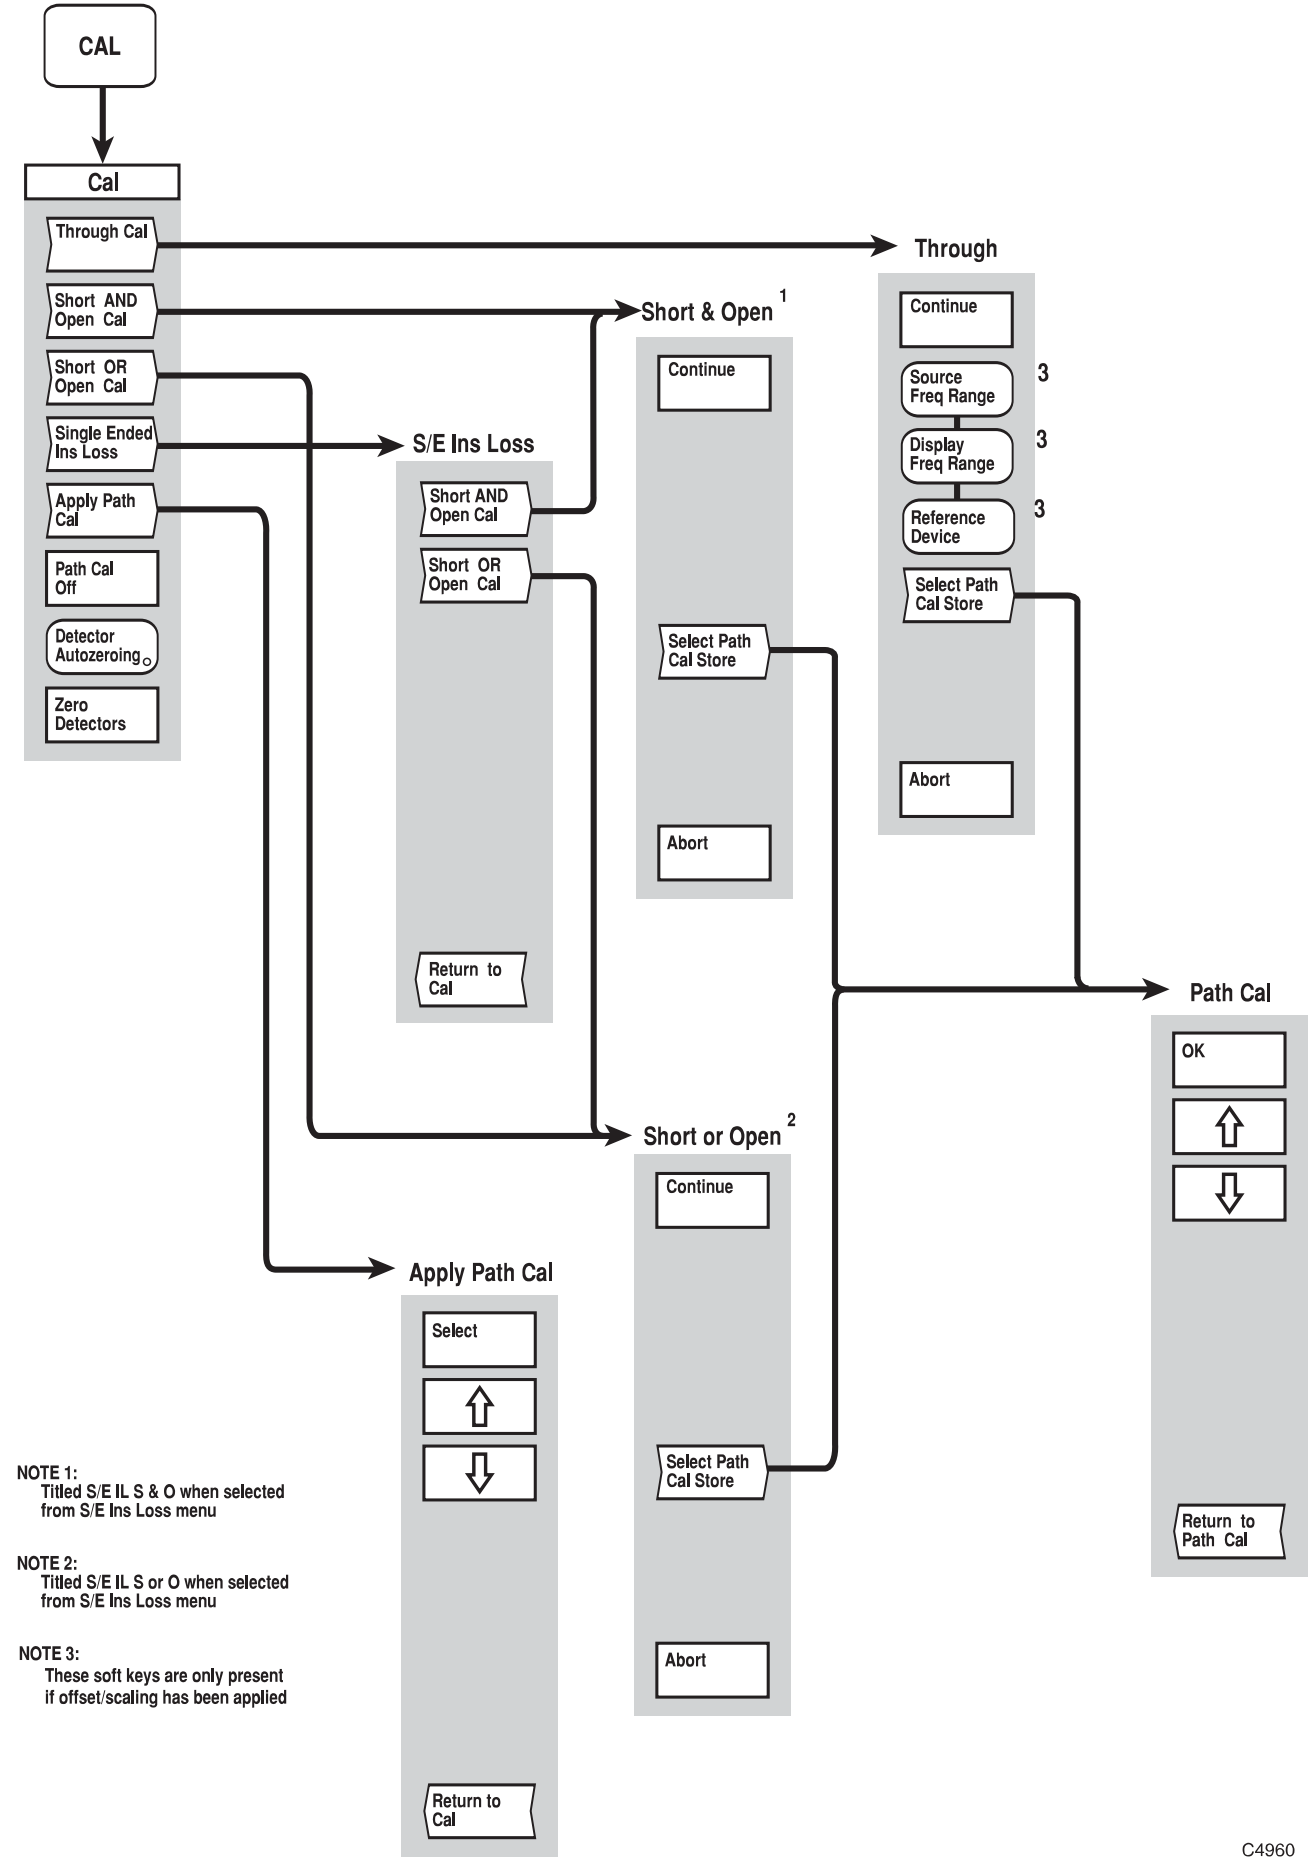 CAL
Cal
Through Cal
Short AND
Open Cal
Short OR
Open Cal
Single Ended
Ins Loss
Apply Path
Cal
Path Cal
Off
Detector
Autozeroing
Zero
Detectors
S/E Ins Loss
Short AND
Open Cal
Short OR
Open Cal
Return to
Cal
Short & Open 1
Continue
Select Path
Cal Store
Abort
Through
Continue
Source
Freq Range
3
Display
Freq Range
3
Reference
Device
3
Select Path
Cal Store
Abort
Path Cal
OK
Return to
Path Cal
Short or Open 2
Continue
Select Path
Cal Store
Abort
Apply Path Cal
Select
Return to
Cal
NOTE 1:
Titled S/E IL S & O when selected
from S/E Ins Loss menu
NOTE 2:
Titled S/E IL S or O when selected
from S/E Ins Loss menu
NOTE 3:
These soft keys are only present
if offset/scaling has been applied
C4960